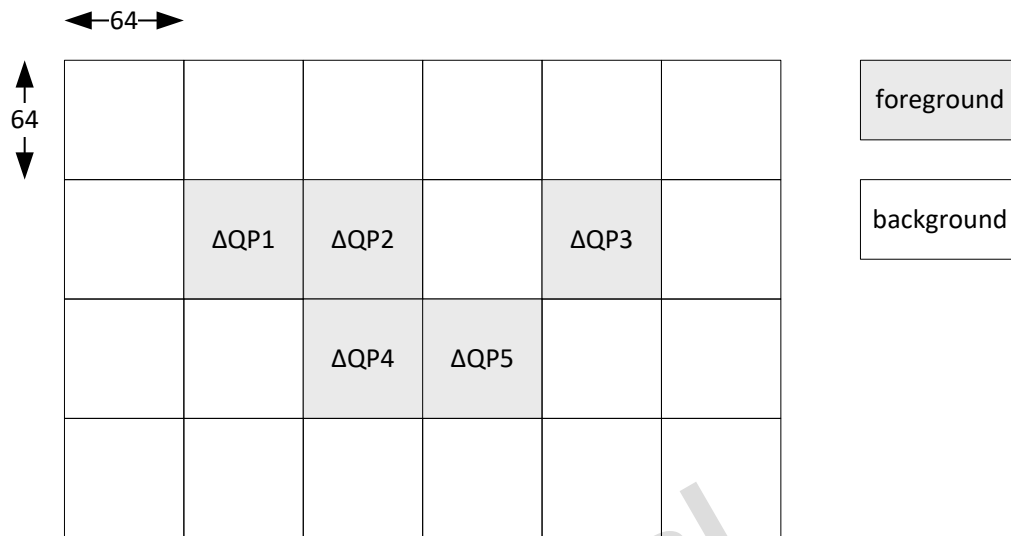 64
64
foreground
background
ΔQP1 ΔQP2 ΔQP3
ΔQP4 ΔQP5